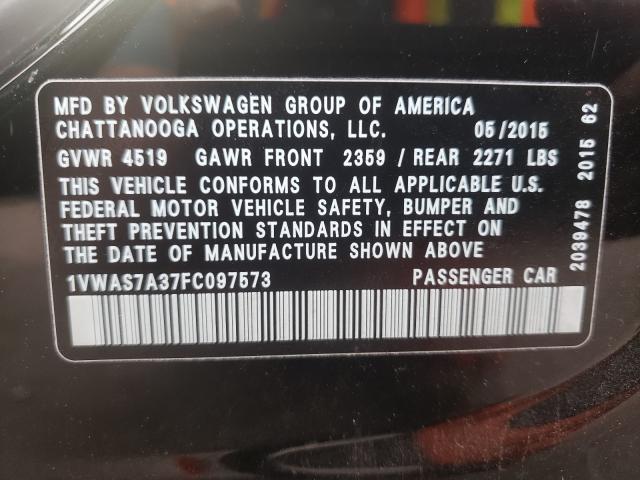 MFD BY VOLKSWAGEN GROUP OF AMERICA
CHATTANOOGA OPERATIONS, LLC. 05/2015
GVWR 4519 GAWR FRONT 2359 / REAR 2271 LBS
THIS VEHICLE CONFORMS TO ALL APPLICABLE U.S.
FEDERAL MOTOR VEHICLE SAFETY, BUMPER AND
THEFT PREVENTION STANDARDS IN EFFECT ON
THE DATE OF MANUFACTURE SHOWN ABOVE
1VWAS7A37FC097573 PASSENGER CAR
2039478 2015 62